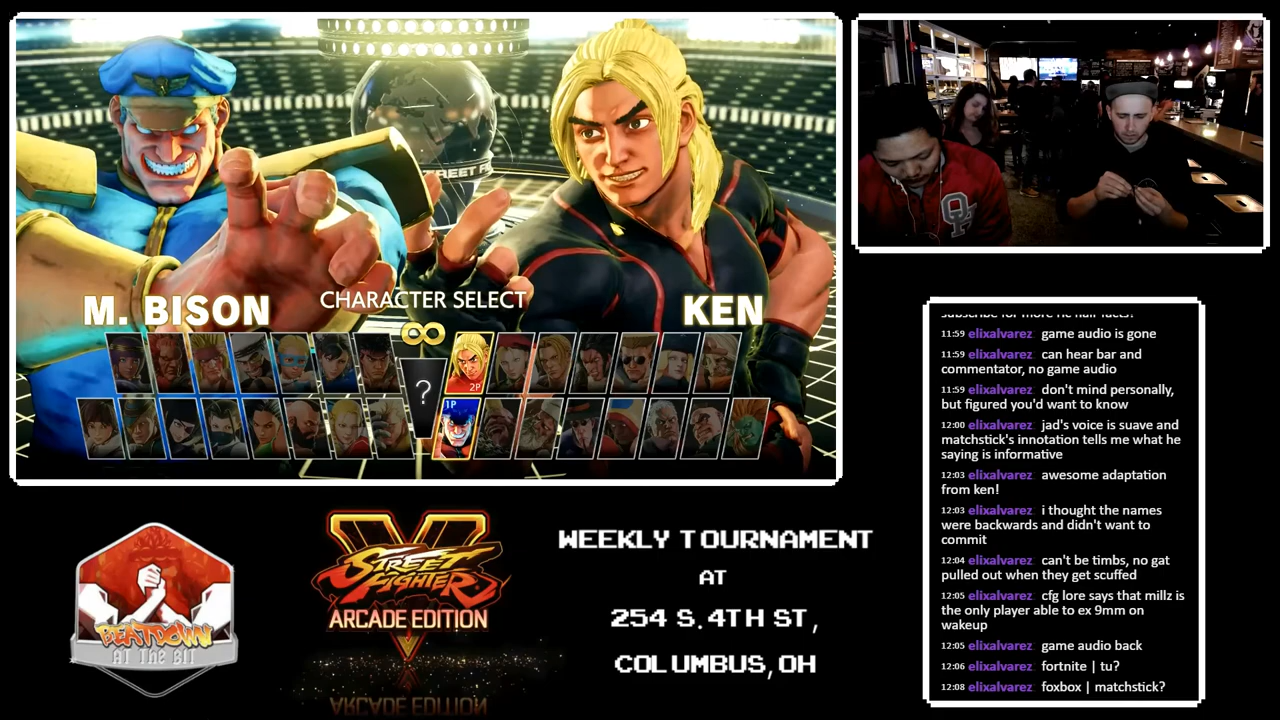 STREET F
M. BISON
CHARACTER SELECT
KEN
2P
?
1P
subscribe for more
11:59 elixalvarez game audio is gone
11:59 elixalvarez can hear bar and
commentator, no game audio
11:59 elixalvarez don't mind personally,
but figured you'd want to know
12:00 elixalvarez jad's voice is suave and
matchstick's innotation tells me what he
saying is informative
12:03 elixalvarez awesome adaptation
from ken!
12:03 elixalvarez i thought the names
were backwards and didn't want to
commit
12:04 elixalvarez can't be timbs, no gat
pulled out when they get scuffed
12:05 elixalvarez cfg lore says that millz is
the only player able to ex 9mm on
wakeup
12:05 elixalvarez game audio back
12:06 elixalvarez fortnite | tu?
12:08 elixalvarez foxbox | matchstick?
BEATDOWN
AT THE BIT
V
STREET
FIGHTER
ARCADE EDITION
ARCADE EDITION
WEEKLY TOURNAMENT
AT
254 S.4TH ST,
COLUMBUS,OH